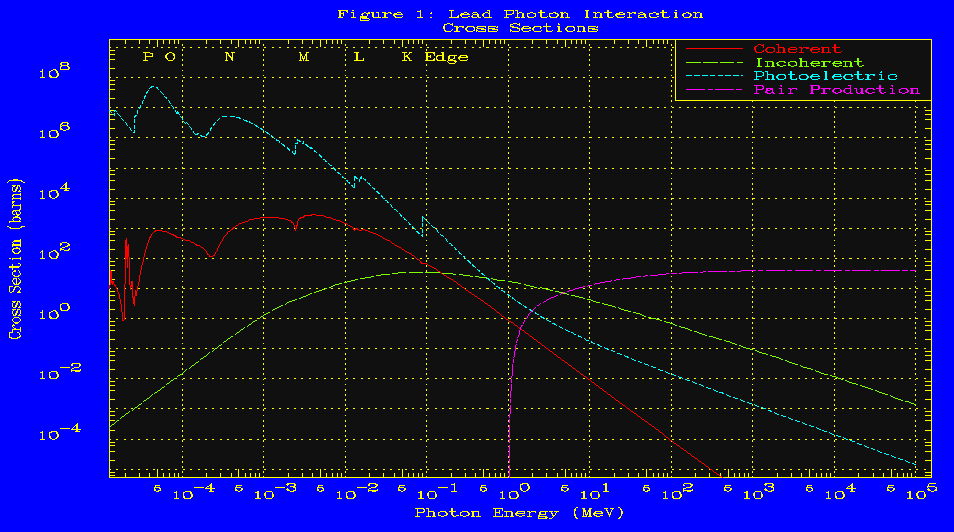 Figure 1: Lead Photon Interaction
Cross Sections
P O N M L K Edge
Coherent
Incoherent
Photoelectric
Pair Production
10^8
10^6
10^4
10^2
10^0
10^-2
10^-4
Cross Section (barns)
5 10^-4 5 10^-3 5 10^-2 5 10^-1 5 10^0 5 10^1 5 10^2 5 10^3 5 10^4 5 10^5
Photon Energy (MeV)